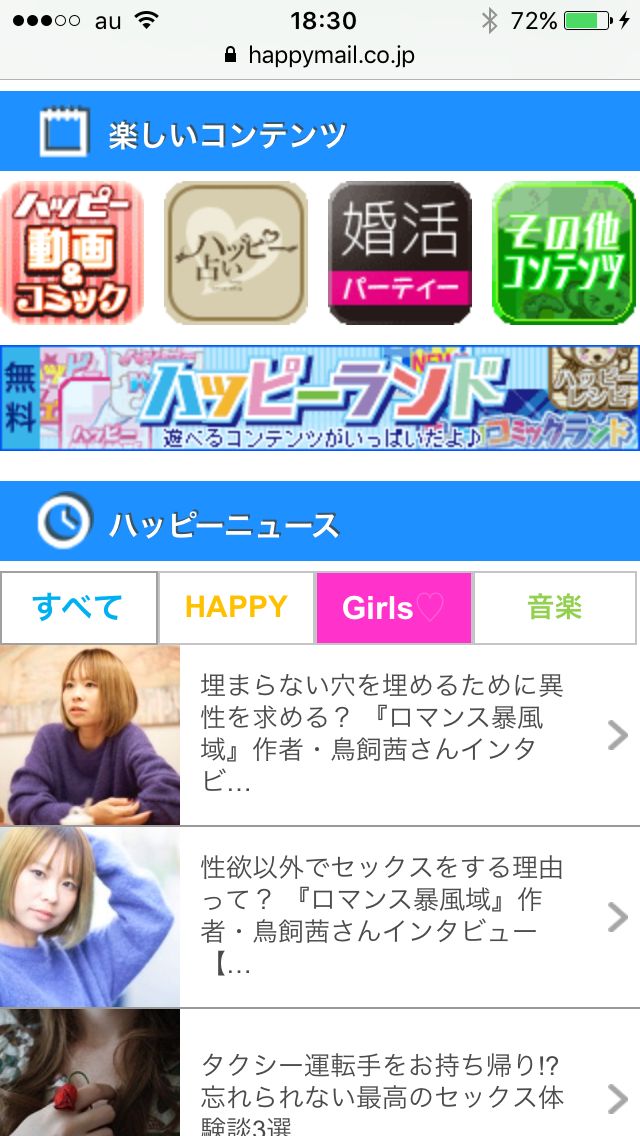 au
18:30
72%
happymail.co.jp
楽しいコンテンツ
ハッピー
動画
&
コミック
ハッピー
占い
婚活
パーティー
その他
コンテンツ
無料
ハッピーランド
遊べるコンテンツがいっぱいだよ♪
ハッピー
レシピ
コミックランド
ハッピーニュース
すべて
HAPPY
Girls♡
音楽
埋まらない穴を埋めるために異
性を求める？『ロマンス暴風
域』作者・鳥飼茜さんインタ
ビ…
性欲以外でセックスをする理由
って？『ロマンス暴風域』作
者・鳥飼茜さんインタビュー
【…
タクシー運転手をお持ち帰り!?
忘れられない最高のセックス体
験談3選